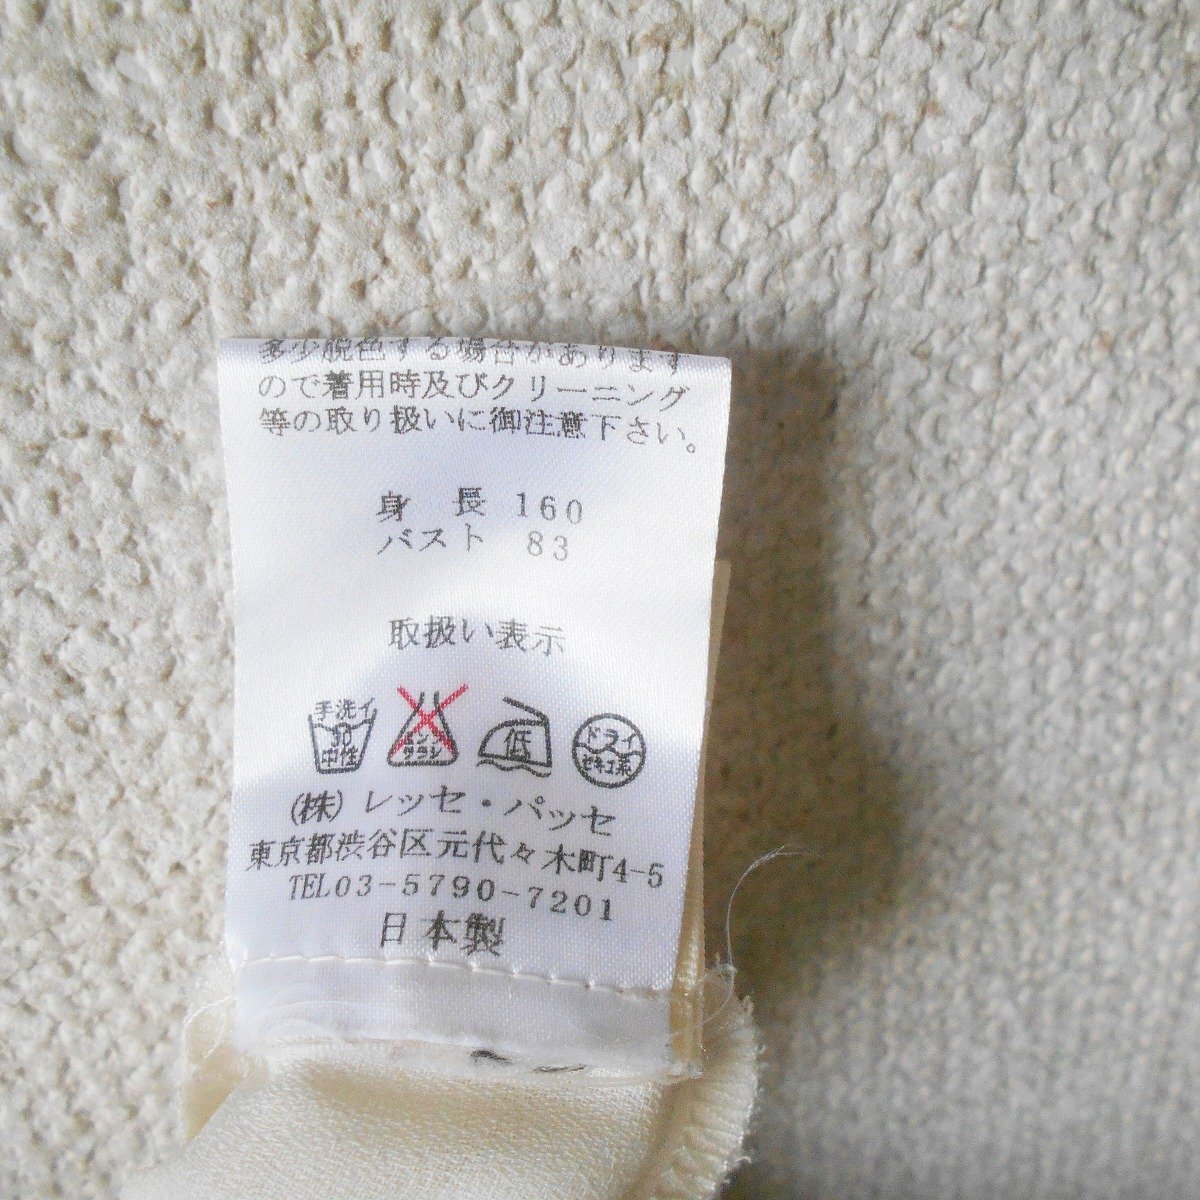 多少脱色する場合があります
ので着用時及びクリーニング
等の取り扱いに御注意下さい。
身 長 160
バスト 83
取扱い表示
手洗イ
30
中性
エンソ
サラシ
低
ドライ
セキユ系
(株)レッセ・パッセ
東京都渋谷区元代々木町4-5
TEL03-5790-7201
日本製